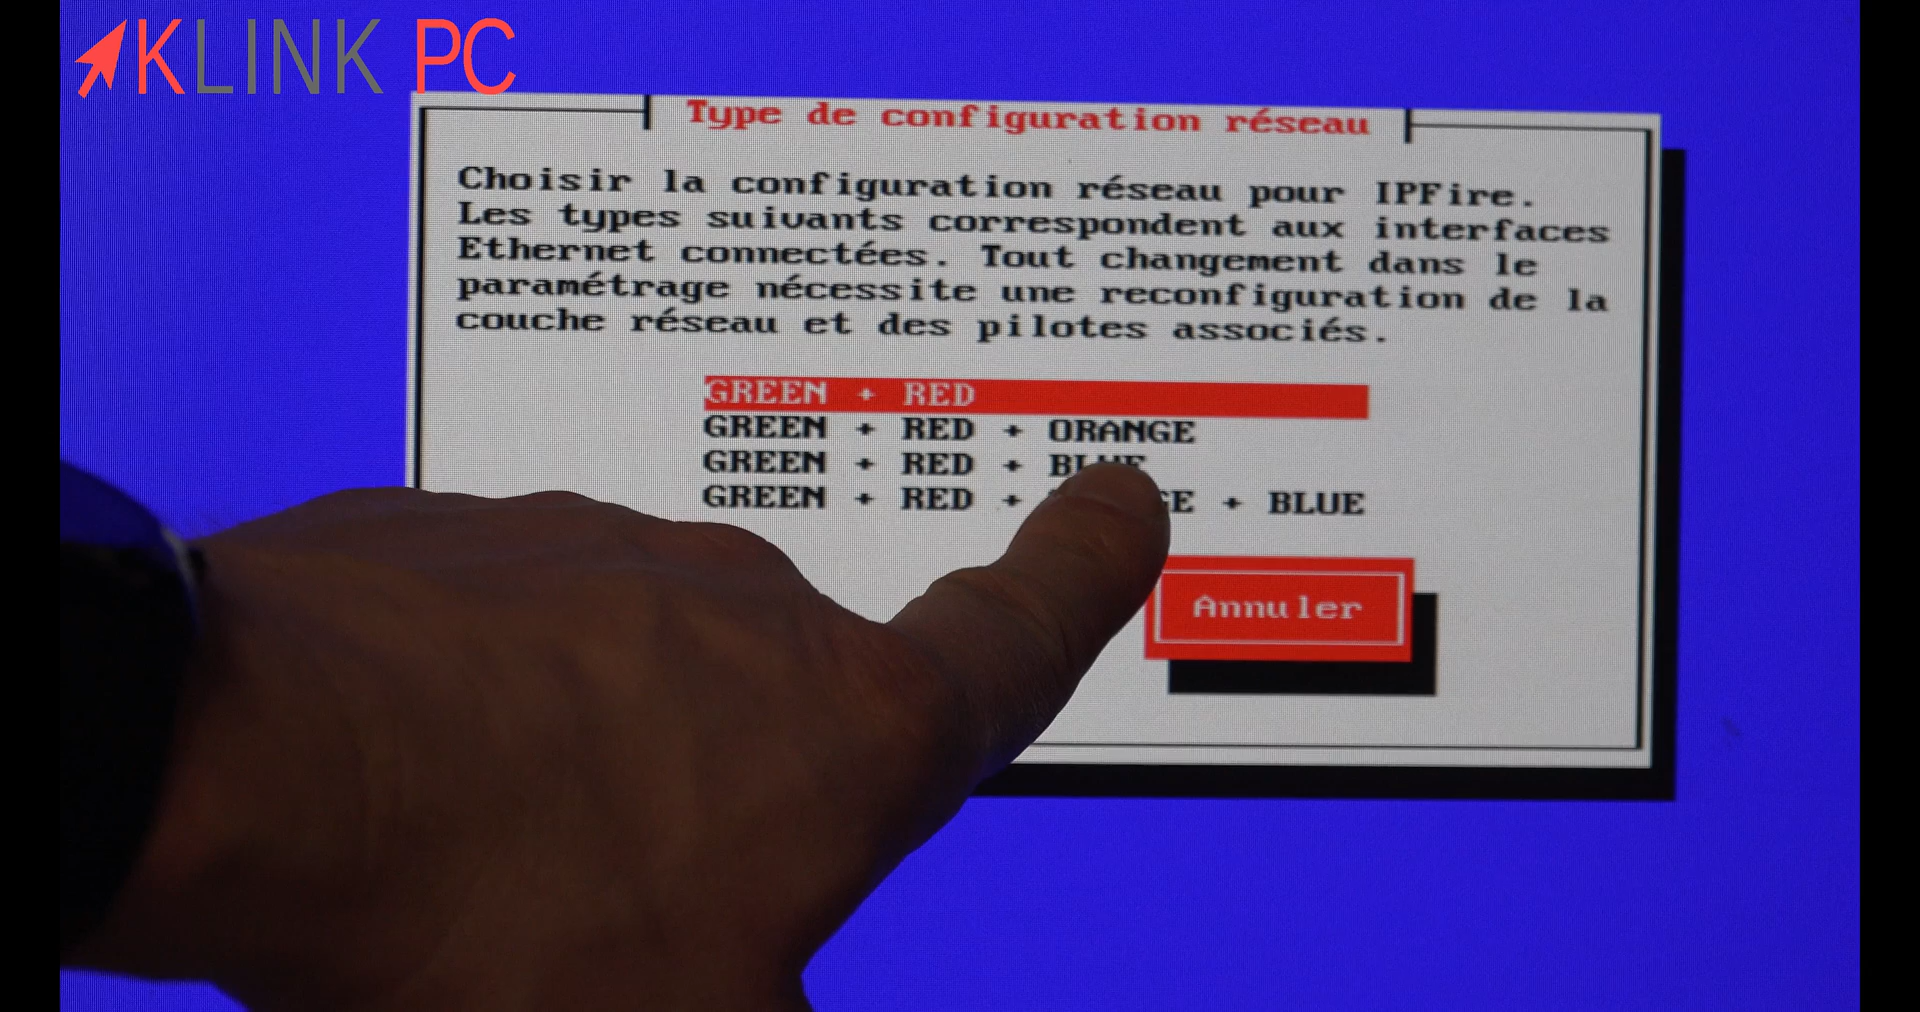 KLINK PC
Type de configuration réseau
Choisir la configuration réseau pour IPFire.
Les types suivants correspondent aux interfaces
Ethernet connectées. Tout changement dans le
paramétrage nécessite une reconfiguration de la
couche réseau et des pilotes associés.
GREEN + RED
GREEN + RED + ORANGE
GREEN + RED + BLUE
GREEN + RED + + BLUE
Annuler